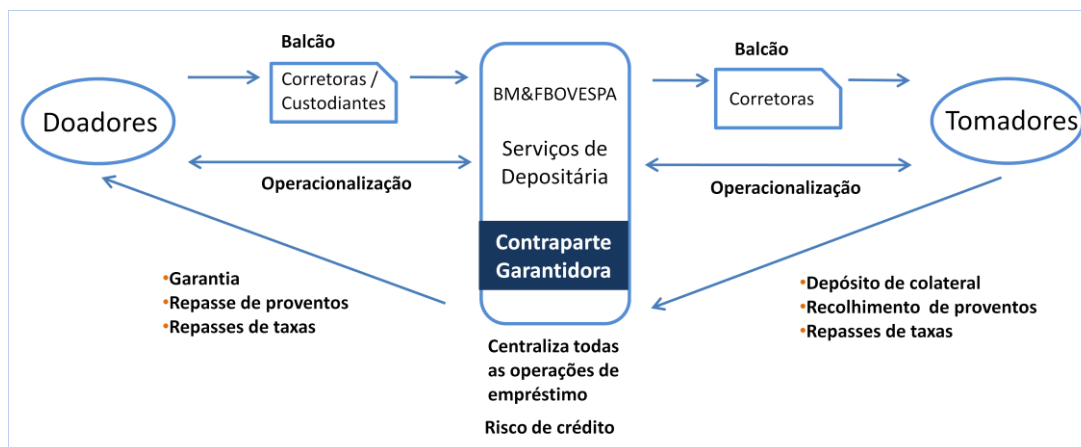 Balcão
Corretoras /
Custodiantes
Doadores
Operacionalização
BM&FBOVESPA
Serviços de
Depositária
Contraparte
Garantidora
Balcão
Corretoras
Tomadores
Operacionalização
•Garantia
•Repasse de proventos
•Repasses de taxas
•Depósito de colateral
•Recolhimento de proventos
•Repasses de taxas
Centraliza todas
as operações de
empréstimo
Risco de crédito